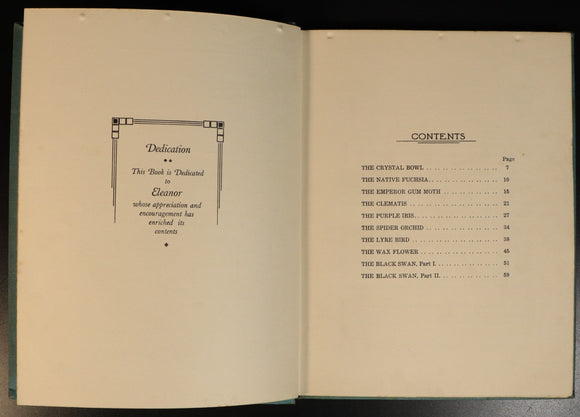 Dedication
This Book is Dedicated
to
Eleanor
whose appreciation and
encouragement has
enriched its
contents
CONTENTS
Page
THE CRYSTAL BOWL 7
THE NATIVE FUCHSIA 10
THE EMPEROR GUM MOTH 15
THE CLEMATIS 21
THE PURPLE IRIS 27
THE SPIDER ORCHID 34
THE LYRE BIRD 38
THE WAX FLOWER 45
THE BLACK SWAN, Part I. 51
THE BLACK SWAN, Part II. 59